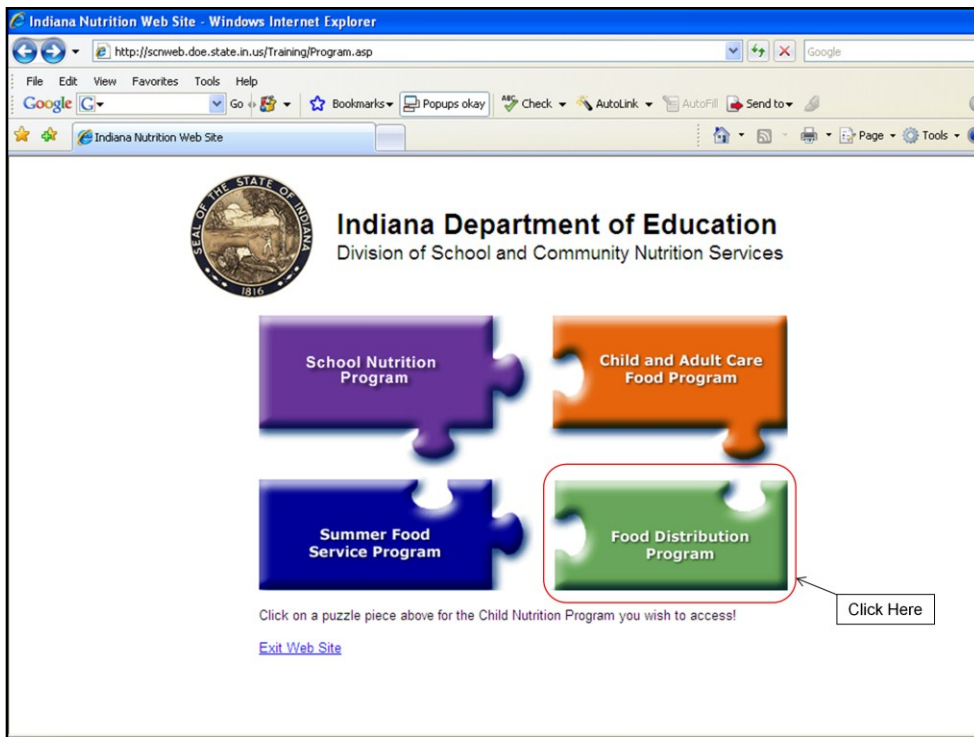 Indiana Nutrition Web Site - Windows Internet Explorer
http://scnweb.doe.state.in.us/Training/Program.asp
Google
File Edit View Favorites Tools Help
Google G Go Bookmarks Popups okay ABC Check AutoLink AutoFill Send to
Indiana Nutrition Web Site
Page Tools
SEAL OF THE STATE OF INDIANA
1816
Indiana Department of Education
Division of School and Community Nutrition Services
School Nutrition
Program
Child and Adult Care
Food Program
Summer Food
Service Program
Food Distribution
Program
Click Here
Click on a puzzle piece above for the Child Nutrition Program you wish to access!
Exit Web Site